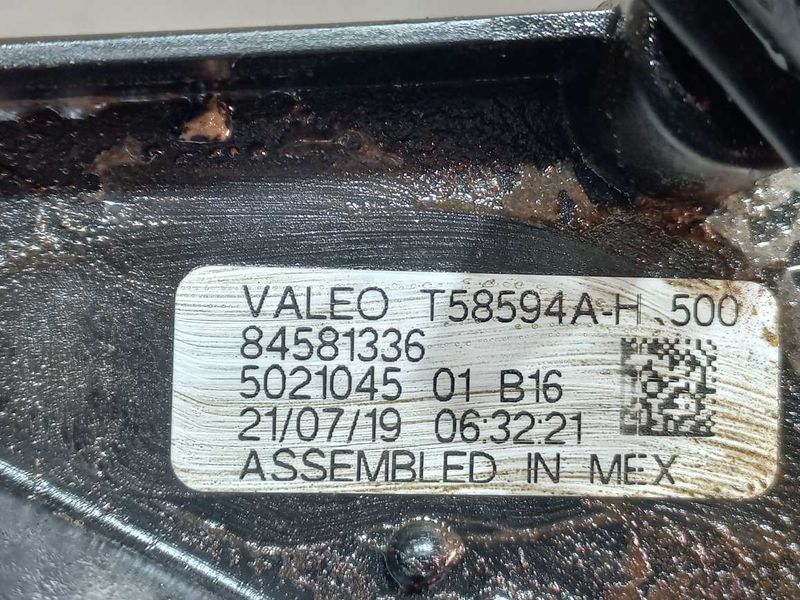 VALEO T58594A-H 500
84581336
5021045 01 B16
21/07/19 06:32:21
ASSEMBLED IN MEX